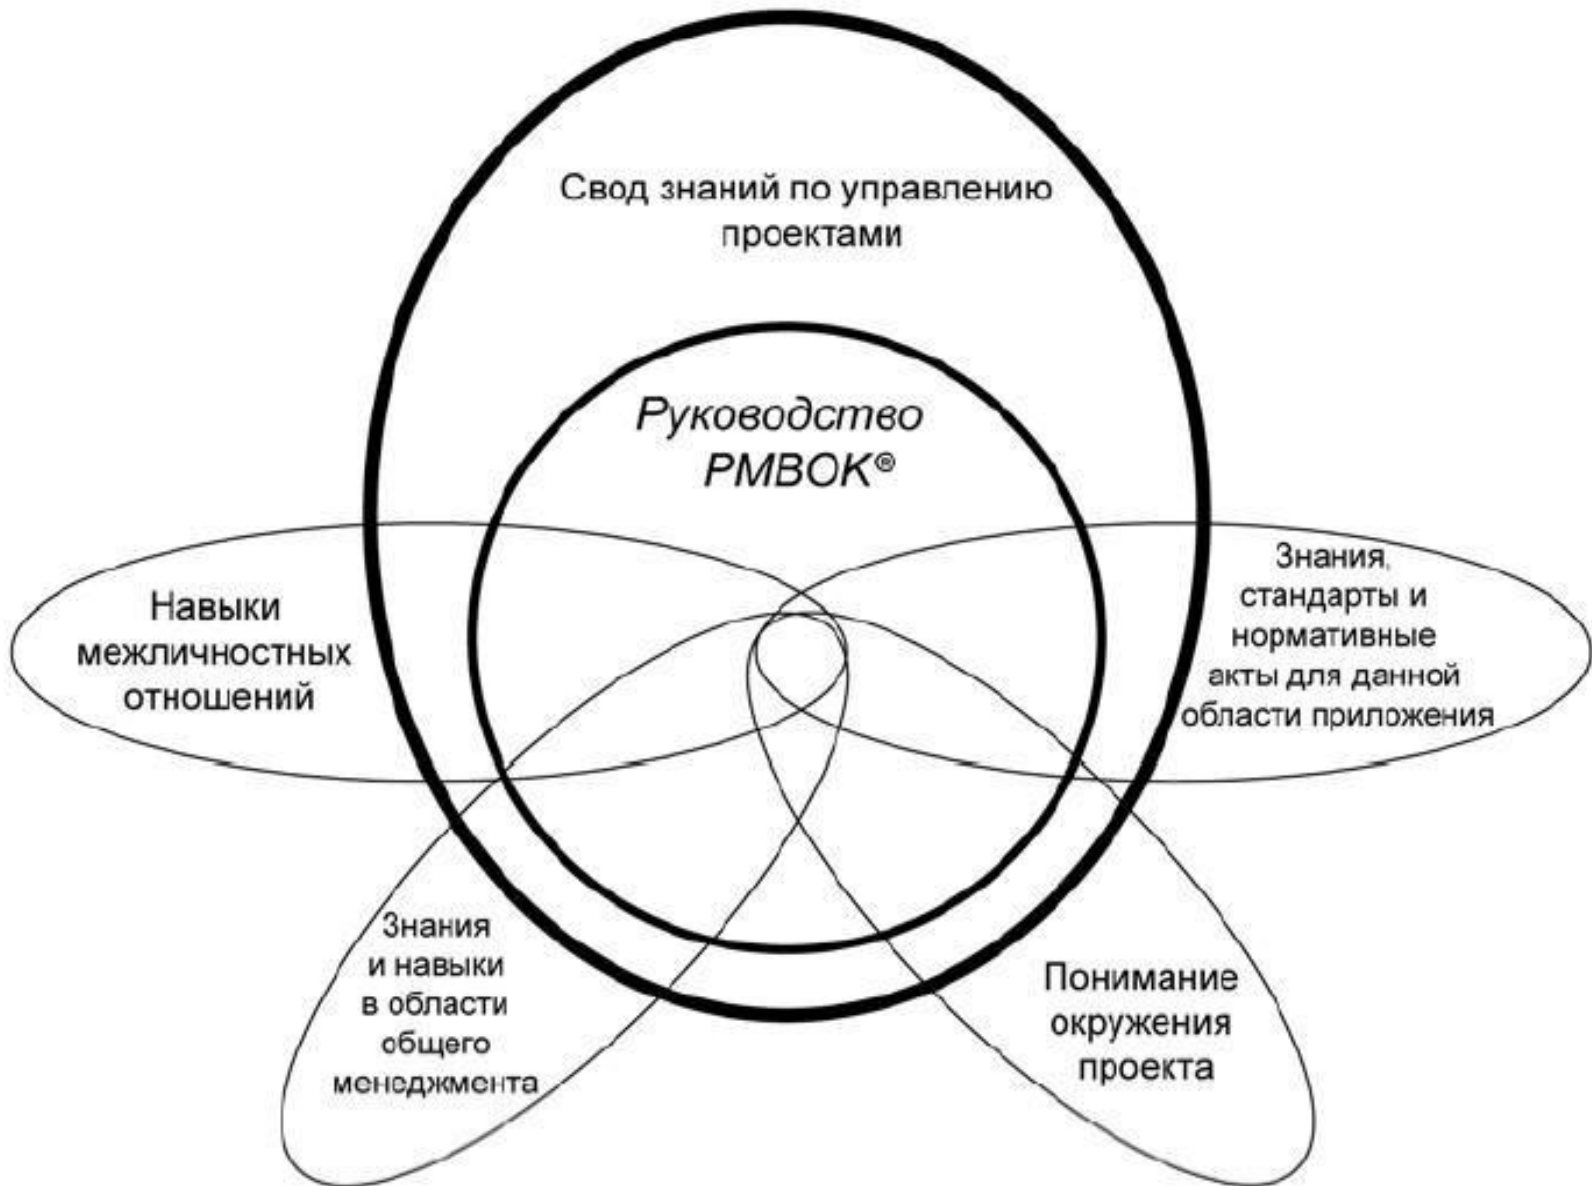 Свод знаний по управлению
проектами
Руководство
PMBOK®
Навыки
межличностных
отношений
Знания,
стандарты и
нормативные
акты для данной
области приложения
Знания
и навыки
в области
общего
менеджмента
Понимание
окружения
проекта